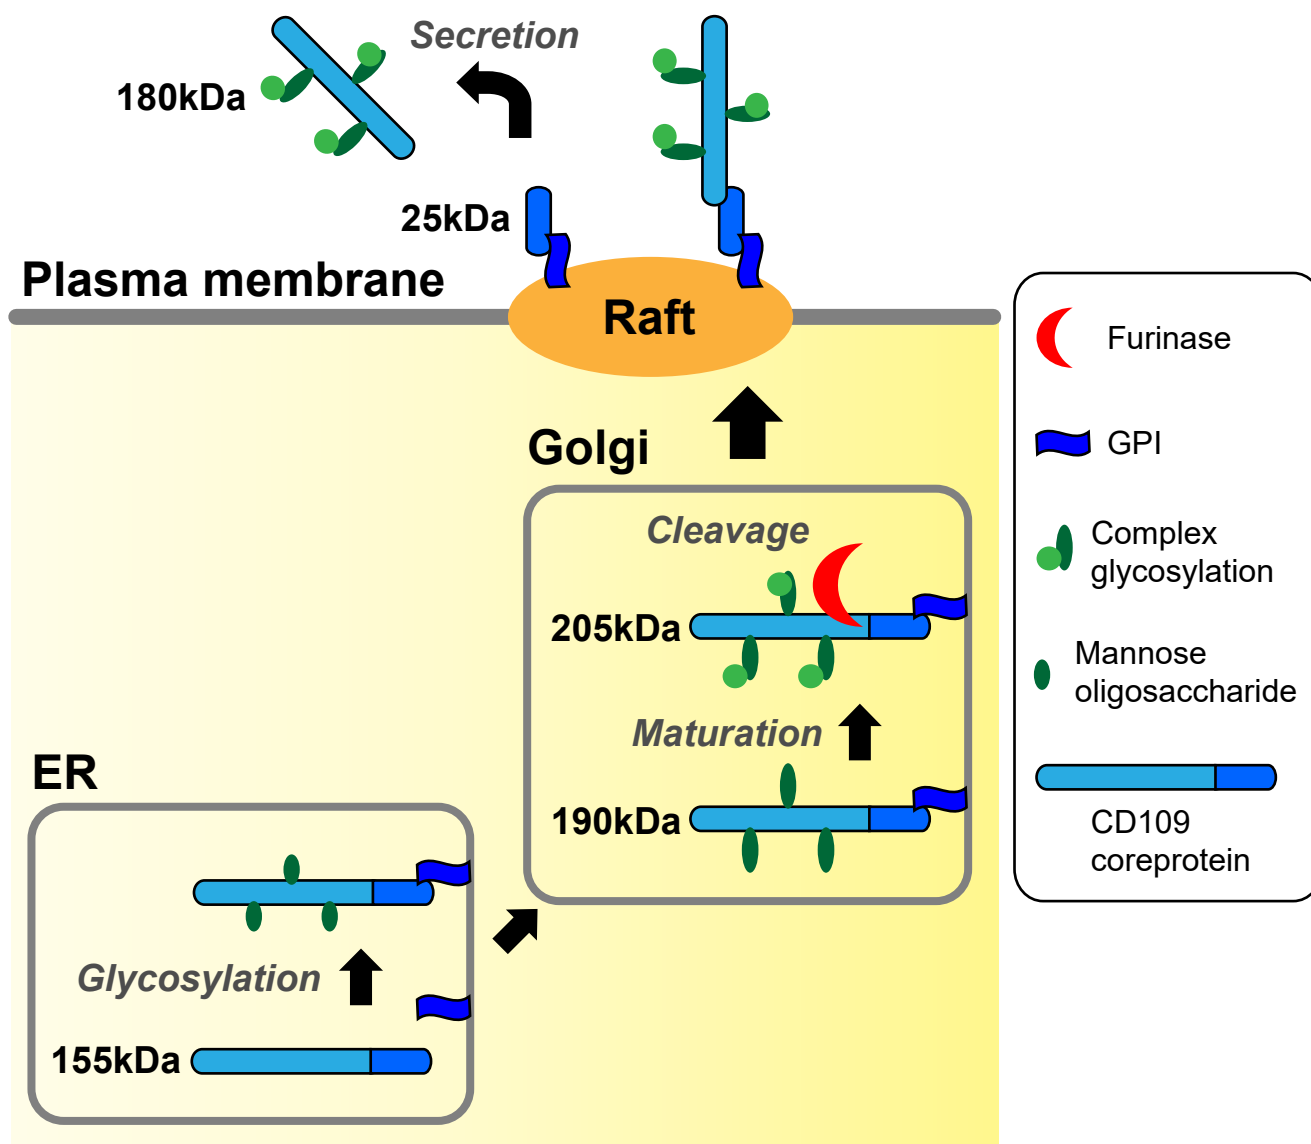 Secretion
180kDa
25kDa
Plasma membrane
Raft
Golgi
Cleavage
205kDa
Maturation
190kDa
ER
Glycosylation
155kDa
Furinase
GPI
Complex
glycosylation
Mannose
oligosaccharide
CD109
coreprotein